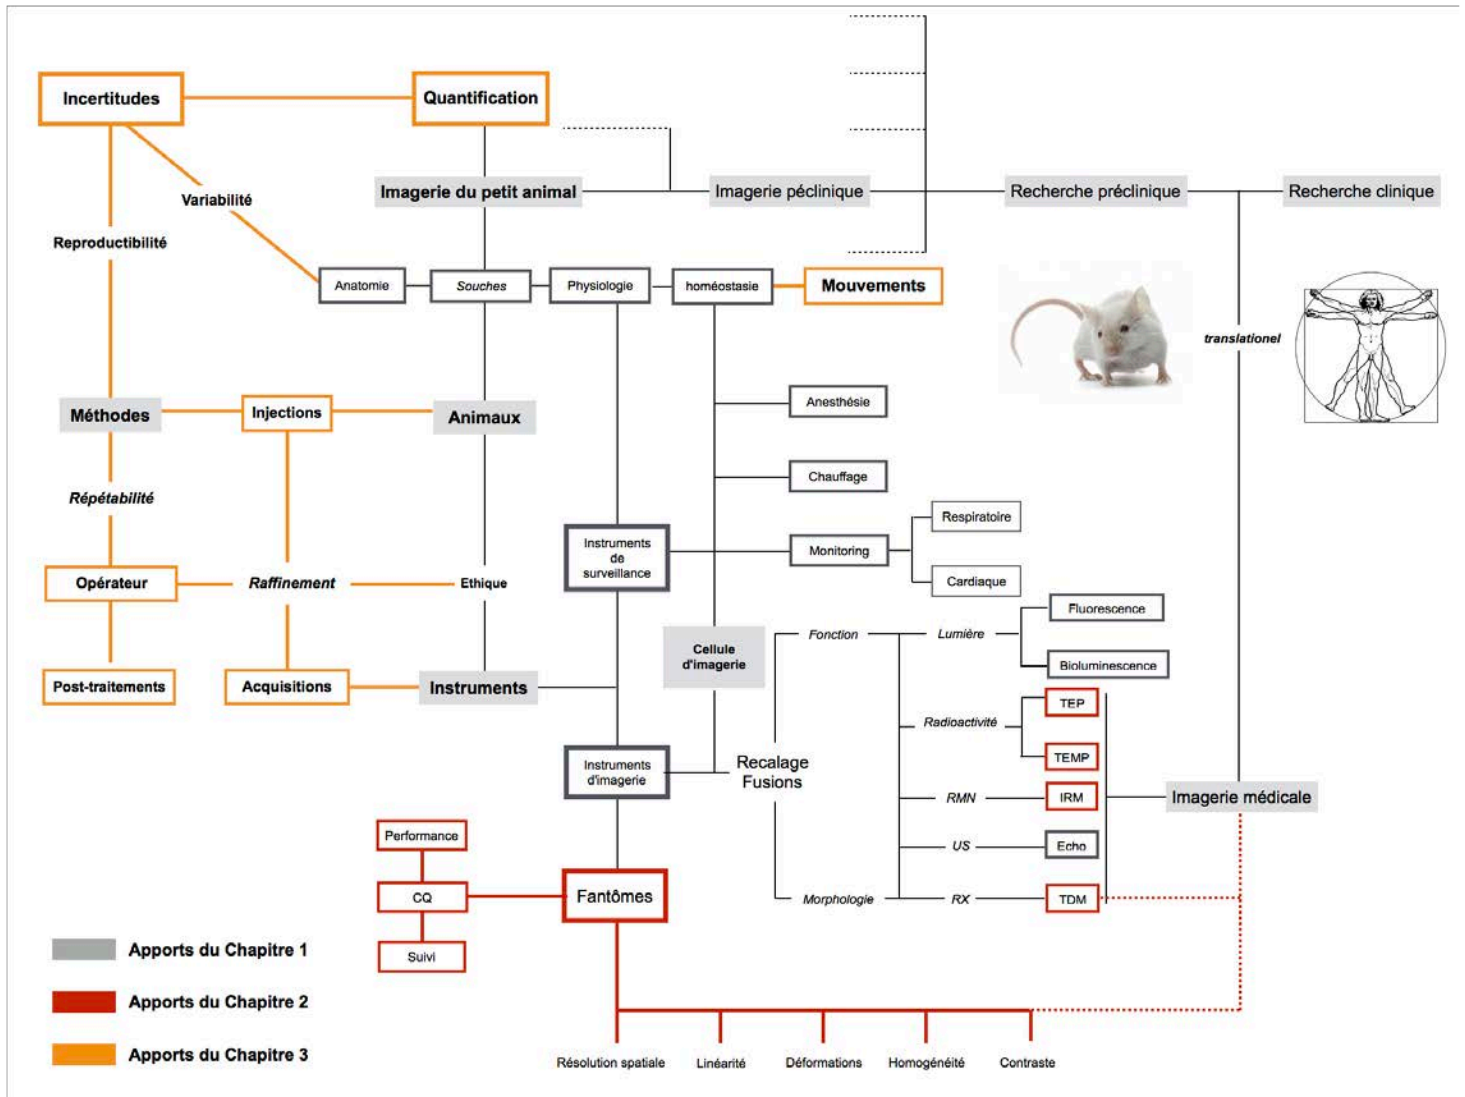 Incertitudes
Quantification
Variabilité
Imagerie du petit animal
Imagerie péclinique
Recherche préclinique
Recherche clinique
Reproductibilité
Anatomie
Souches
Physiologie
homéostasie
Mouvements
translationel
Méthodes
Injections
Animaux
Anesthésie
Chauffage
Répétabilité
Instruments
de
surveillance
Monitoring
Respiratoire
Cardiaque
Opérateur
Raffinement
Ethique
Fluorescence
Fonction
Lumière
Cellule
d'imagerie
Bioluminescence
Post-traitements
Acquisitions
Instruments
TEP
Radioactivité
TEMP
Instruments
d'imagerie
Recalage
Fusions
RMN
IRM
Imagerie médicale
Performance
US
Echo
CQ
Fantômes
Morphologie
RX
TDM
Suivi
Apports du Chapitre 1
Apports du Chapitre 2
Apports du Chapitre 3
Résolution spatiale
Linéarité
Déformations
Homogénéité
Contraste